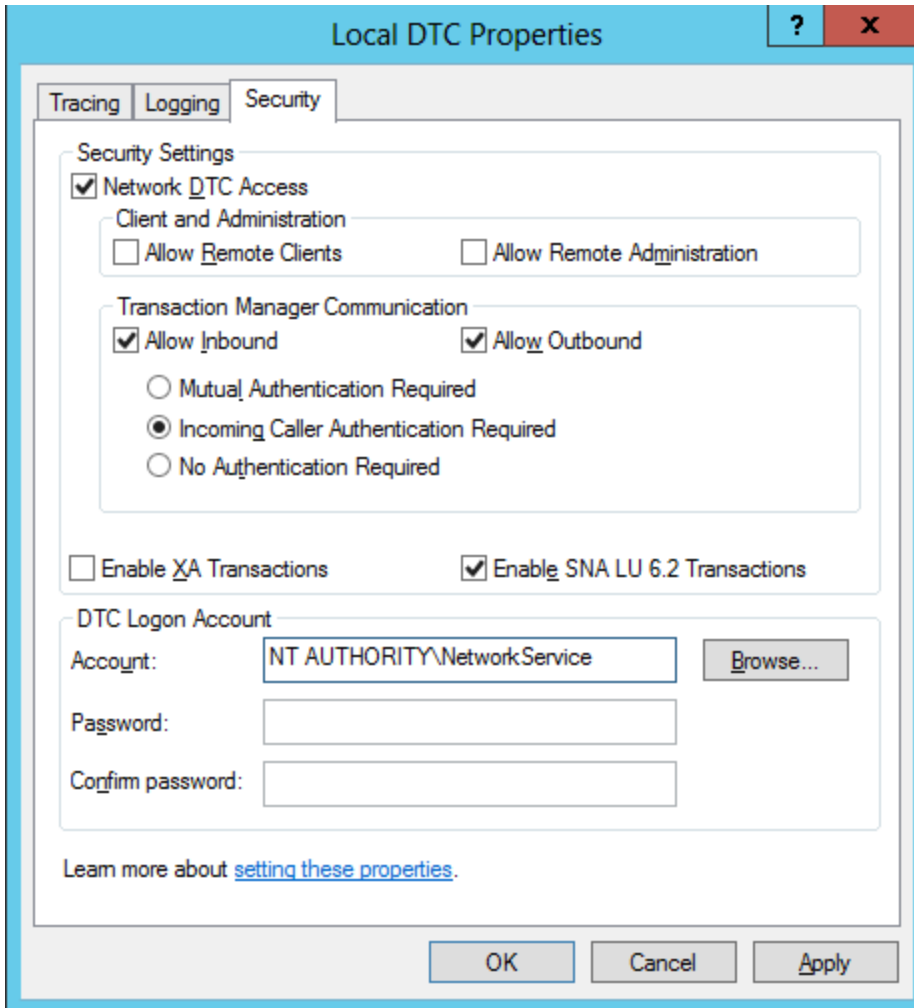 Local DTC Properties
? x
Tracing Logging Security
Security Settings
Network DTC Access
Client and Administration
Allow Remote Clients Allow Remote Administration
Transaction Manager Communication
Allow Inbound Allow Outbound
Mutual Authentication Required
Incoming Caller Authentication Required
No Authentication Required
Enable XA Transactions Enable SNA LU 6.2 Transactions
DTC Logon Account
Account: NT AUTHORITY\NetworkService Browse...
Password:
Confirm password:
Learn more about setting these properties.
OK Cancel Apply